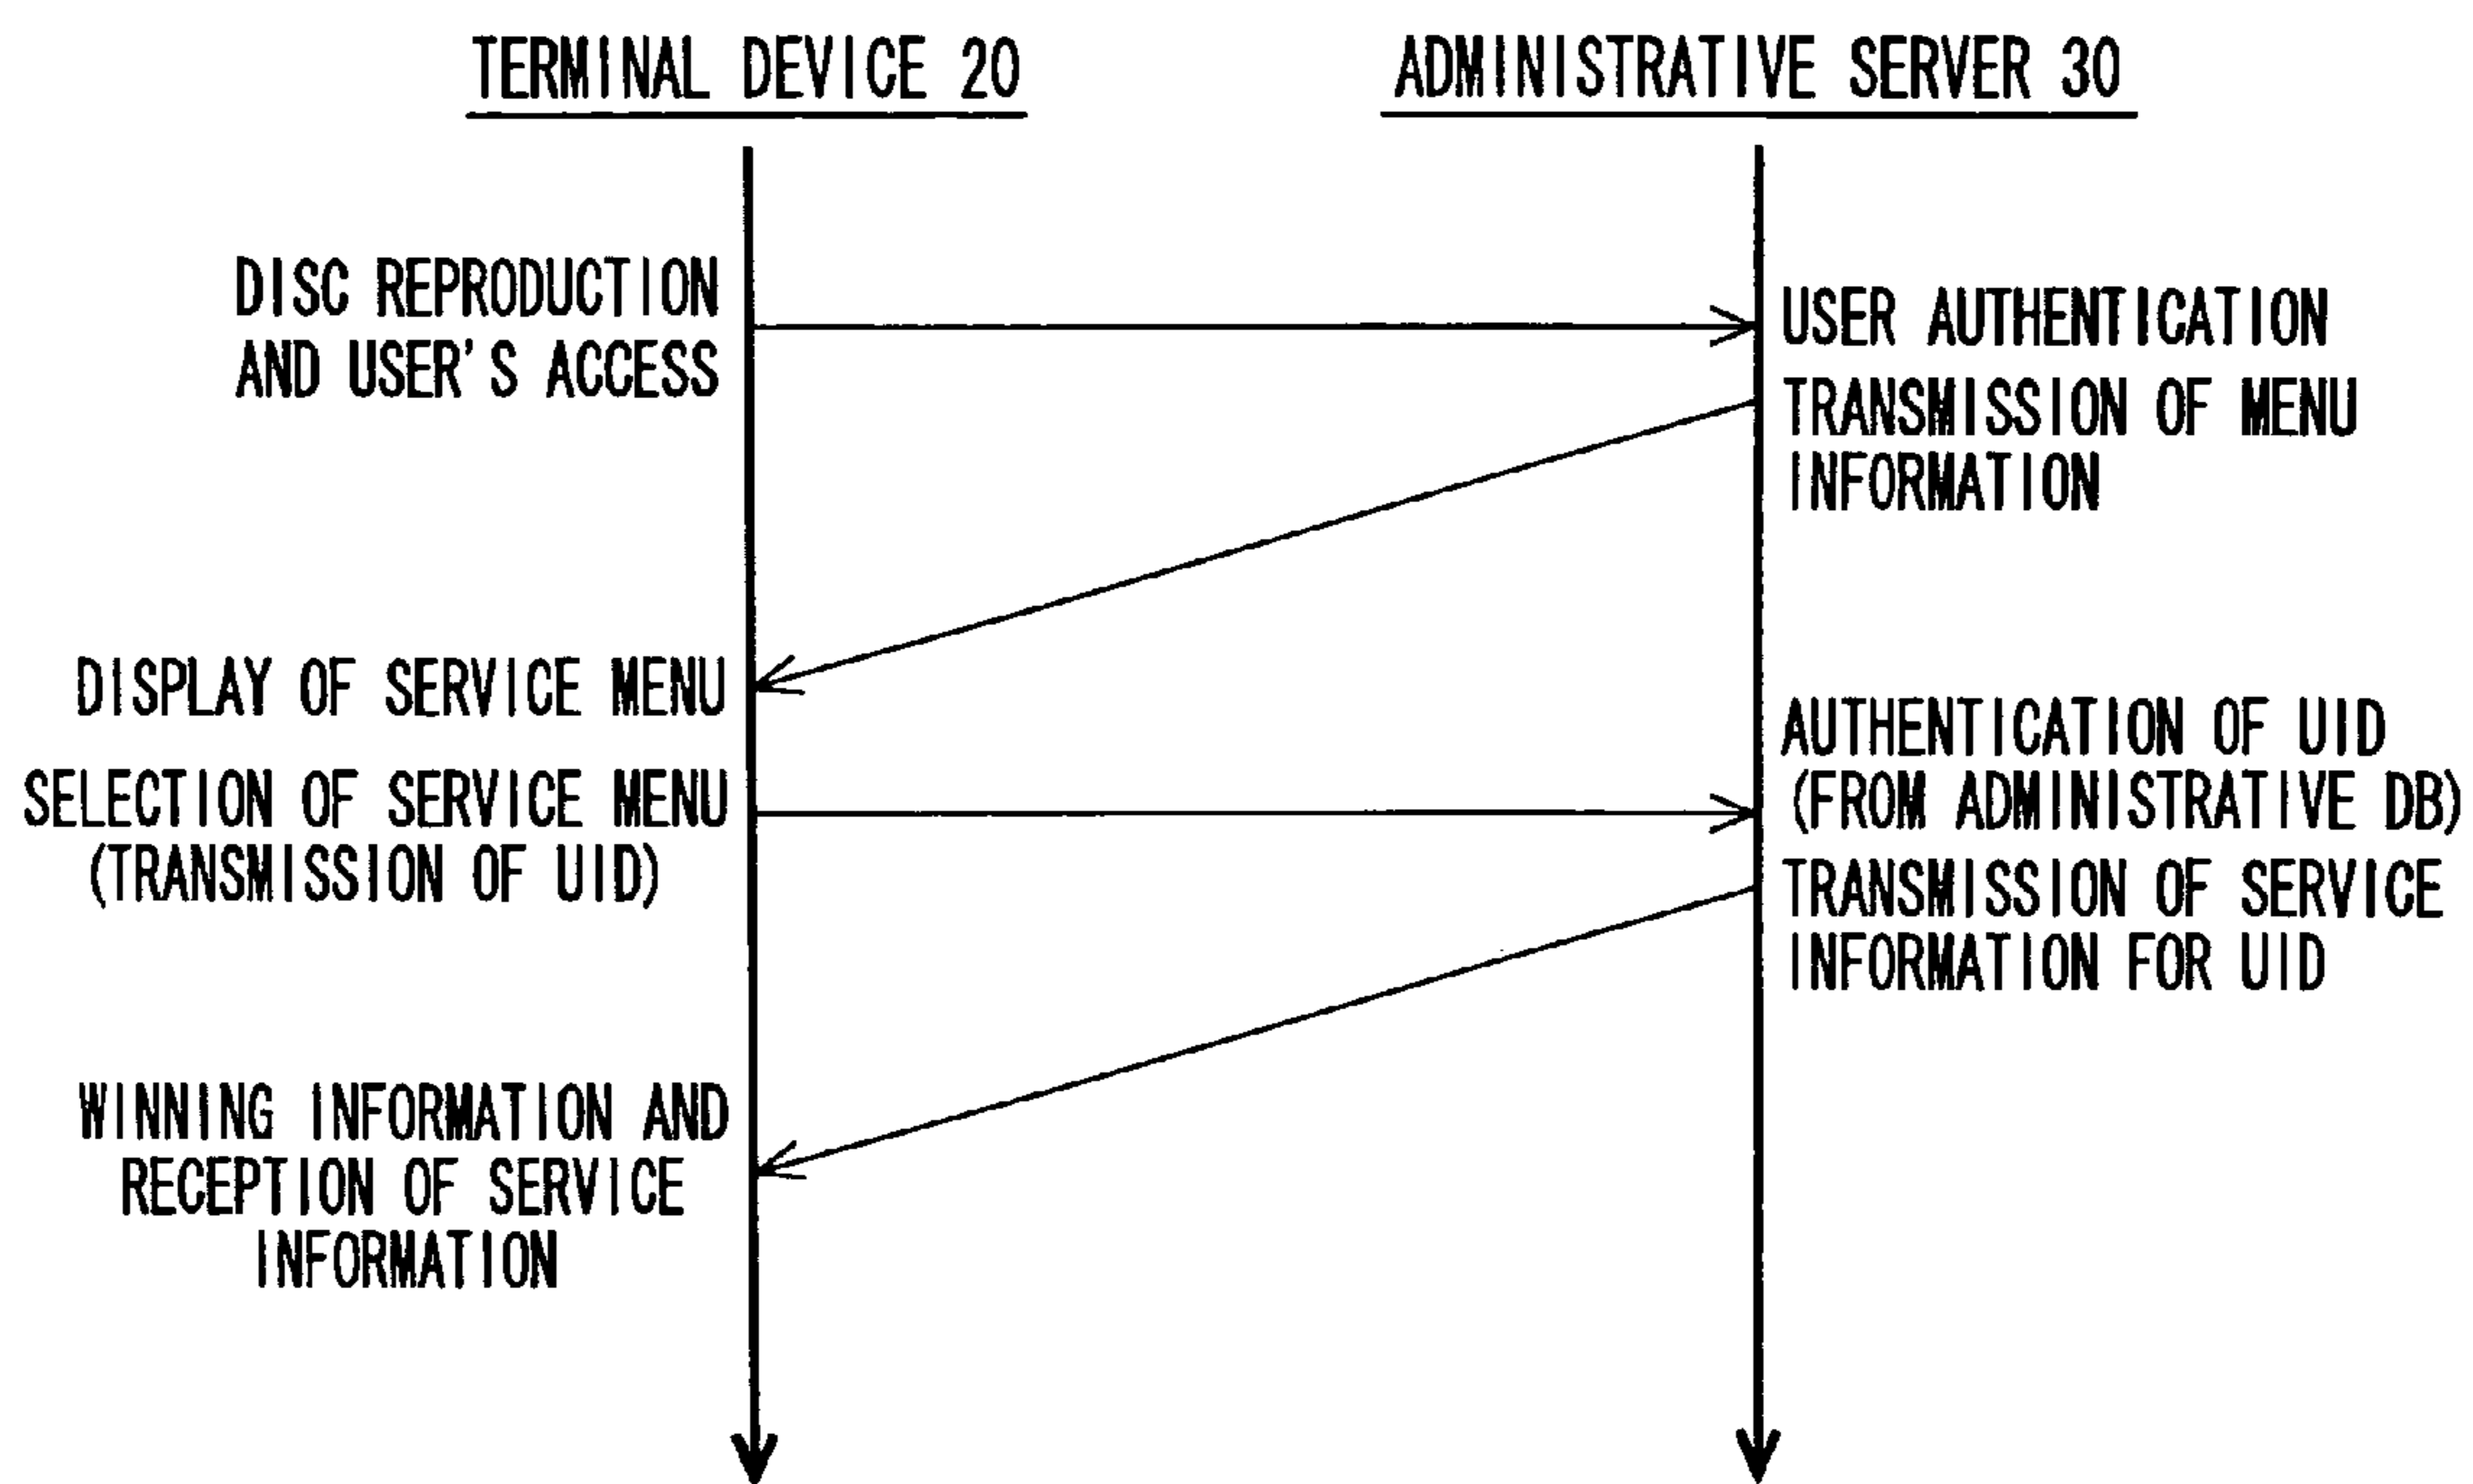 TERMINAL DEVICE 20
ADMINISTRATIVE SERVER 30
DISC REPRODUCTION
AND USER'S ACCESS
USER AUTHENTICATION
TRANSMISSION OF MENU
INFORMATION
DISPLAY OF SERVICE MENU
SELECTION OF SERVICE MENU
(TRANSMISSION OF UID)
AUTHENTICATION OF UID
(FROM ADMINISTRATIVE DB)
TRANSMISSION OF SERVICE
INFORMATION FOR UID
WINNING INFORMATION AND
RECEPTION OF SERVICE
INFORMATION